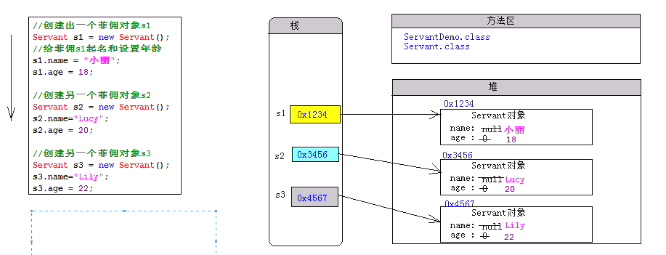 //创建出一个菲佣对象s1
Servant s1 = new Servant();
//给菲佣s1起名和设置年龄
s1.name = "小丽";
s1.age = 18;
//创建另一个菲佣对象s2
Servant s2 = new Servant();
s2.name="Lucy";
s2.age = 20;
//创建另一个菲佣对象s3
Servant s3 = new Servant();
s3.name="Lily";
s3.age = 22;
栈
s1 0x1234
s2 0x3456
s3 0x4567
方法区
ServantDemo.class
Servant.class
堆
0x1234
Servant对象
name: null 小丽
age : 0 18
0x3456
Servant对象
name: null Lucy
age : 0 20
0x4567
Servant对象
name: null Lily
age : 0 22